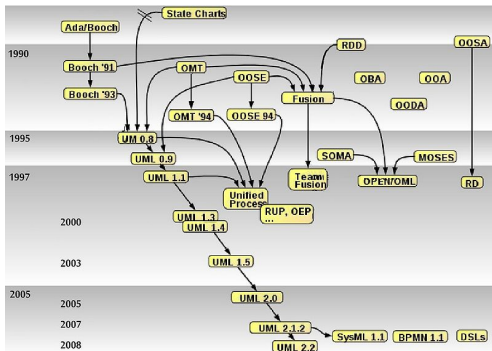 State Charts
Ada/Booch
1990
RDD
OOSA
Booch '91
OMT
OOSE
OBA
OOA
Booch '93
Fusion
OODA
OMT '94
OOSE 94
1995
UM 0.8
UML 0.9
SOMA
MOSES
1997
UML 1.1
Team
Fusion
OPEN/OML
RD
Unified
Process
RUP, OEP
...
UML 1.3
2000
UML 1.4
UML 1.5
2003
2005
UML 2.0
2005
2007
UML 2.1.2
SysML 1.1
BPMN 1.1
DSLs
2008
UML 2.2